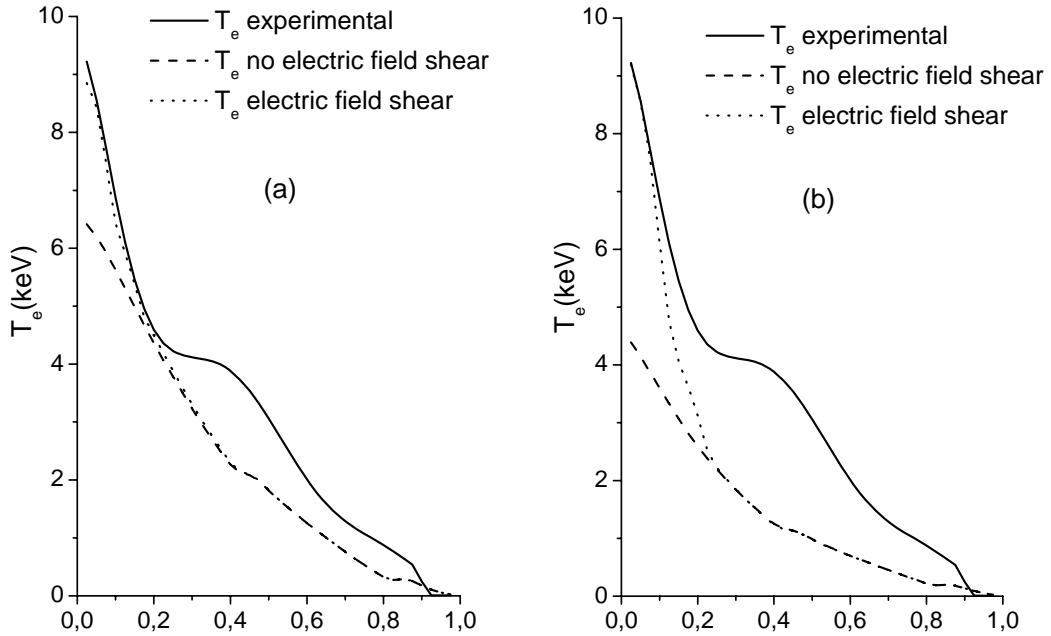 10
8
6
4
2
0
T_e(keV)
T_e experimental
T_e no electric field shear
T_e electric field shear
(a)
0,0 0,2 0,4 0,6 0,8 1,0
10
8
6
4
2
0
T_e(keV)
T_e experimental
T_e no electric field shear
T_e electric field shear
(b)
0,0 0,2 0,4 0,6 0,8 1,0